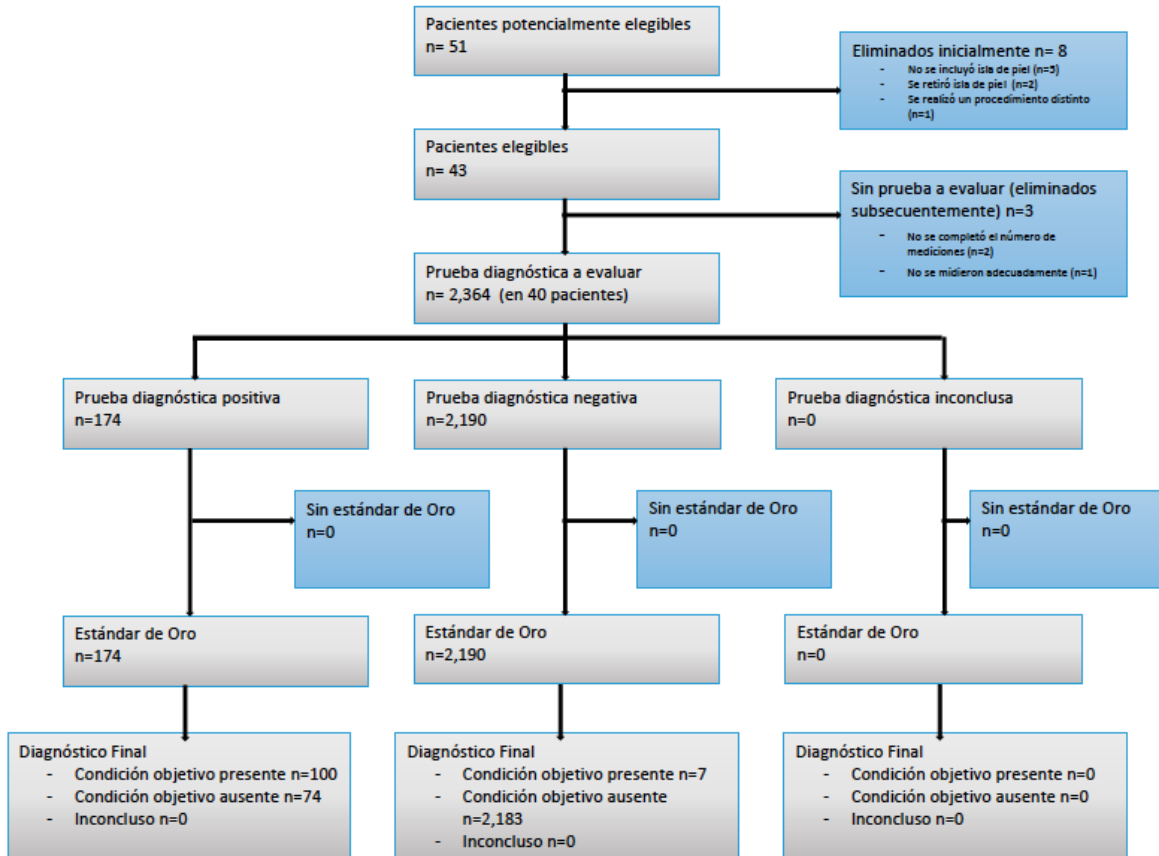 Pacientes potencialmente elegibles
n= 51
Eliminados inicialmente n= 8
- No se incluyó isla de piel (n=5)
- Se retiró isla de piel (n=2)
- Se realizó un procedimiento distinto
(n=1)
Pacientes elegibles
n= 43
Sin prueba a evaluar (eliminados
subsecuentemente) n=3
- No se completó el número de
mediciones (n=2)
- No se midieron adecuadamente (n=1)
Prueba diagnóstica a evaluar
n= 2,364 (en 40 pacientes)
Prueba diagnóstica positiva
n=174
Prueba diagnóstica negativa
n=2,190
Prueba diagnóstica inconclusa
n=0
Sin estándar de Oro
n=0
Sin estándar de Oro
n=0
Sin estándar de Oro
n=0
Estándar de Oro
n=174
Estándar de Oro
n=2,190
Estándar de Oro
n=0
Diagnóstico Final
- Condición objetivo presente n=100
- Condición objetivo ausente n=74
- Inconcluso n=0
Diagnóstico Final
- Condición objetivo presente n=7
- Condición objetivo ausente
n=2,183
- Inconcluso n=0
Diagnóstico Final
- Condición objetivo presente n=0
- Condición objetivo ausente n=0
- Inconcluso n=0